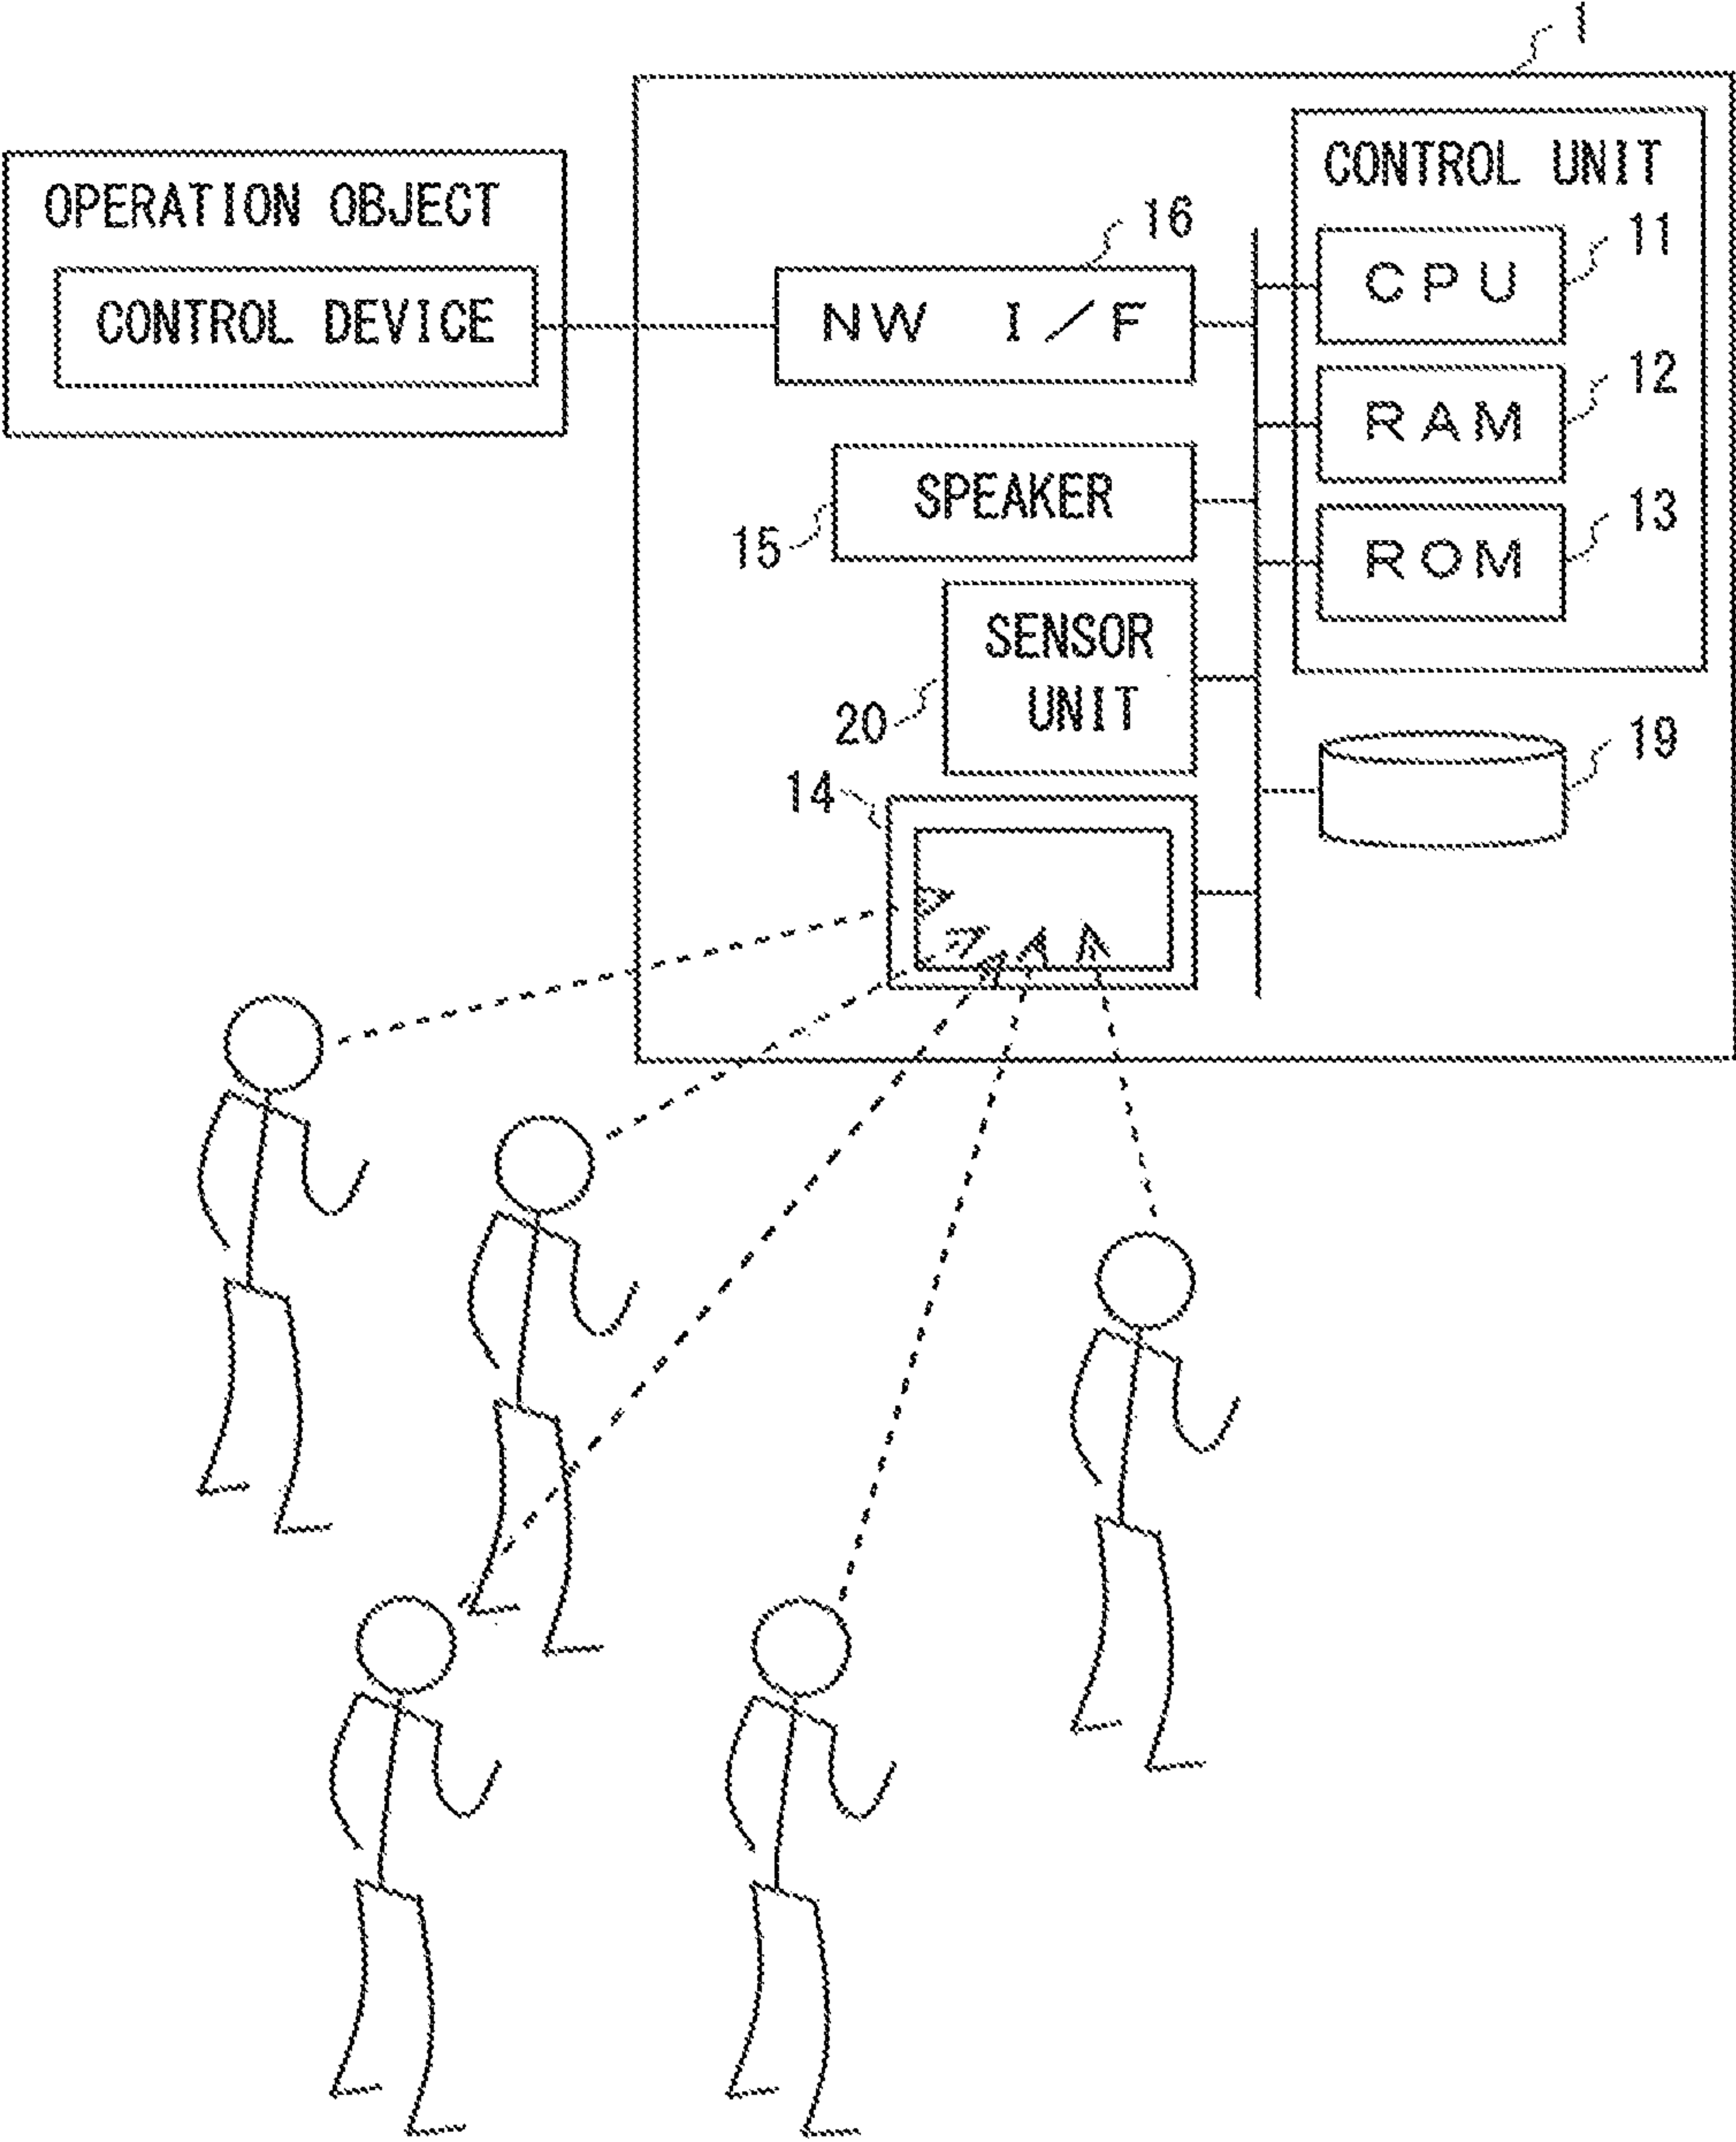 1
OPERATION OBJECT
CONTROL DEVICE
CONTROL UNIT
16
NW I/F
11
CPU
12
RAM
13
ROM
SPEAKER
15
SENSOR
UNIT
20
19
14